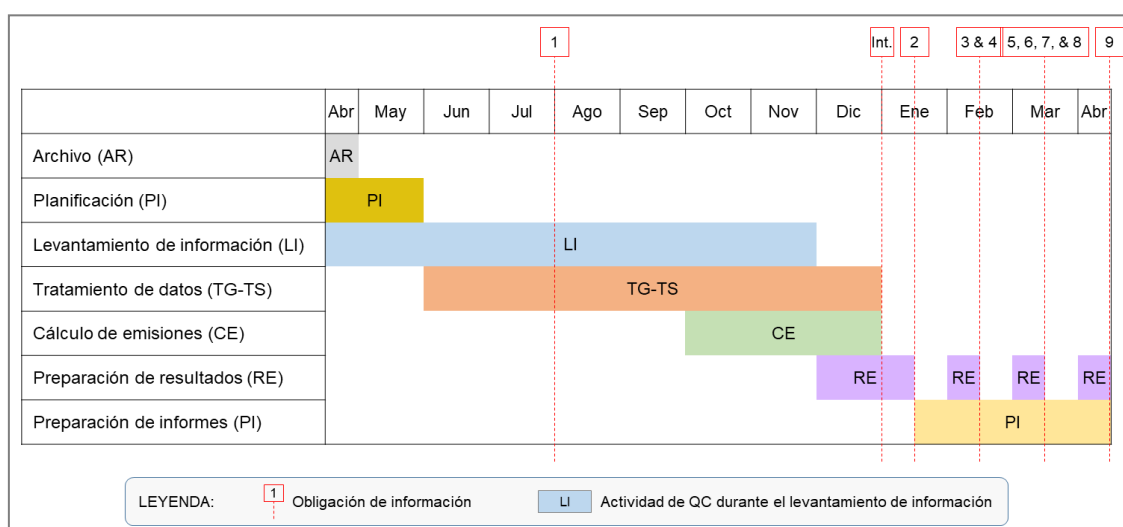 1 Int. 2 3 & 4 5, 6, 7, & 8 9
Abr May Jun Jul Ago Sep Oct Nov Dic Ene Feb Mar Abr
Archivo (AR) AR
Planificación (PI) PI
Levantamiento de información (LI) LI
Tratamiento de datos (TG-TS) TG-TS
Cálculo de emisiones (CE) CE
Preparación de resultados (RE) RE RE RE RE
Preparación de informes (PI) PI
LEYENDA: 1 Obligación de información LI Actividad de QC durante el levantamiento de información